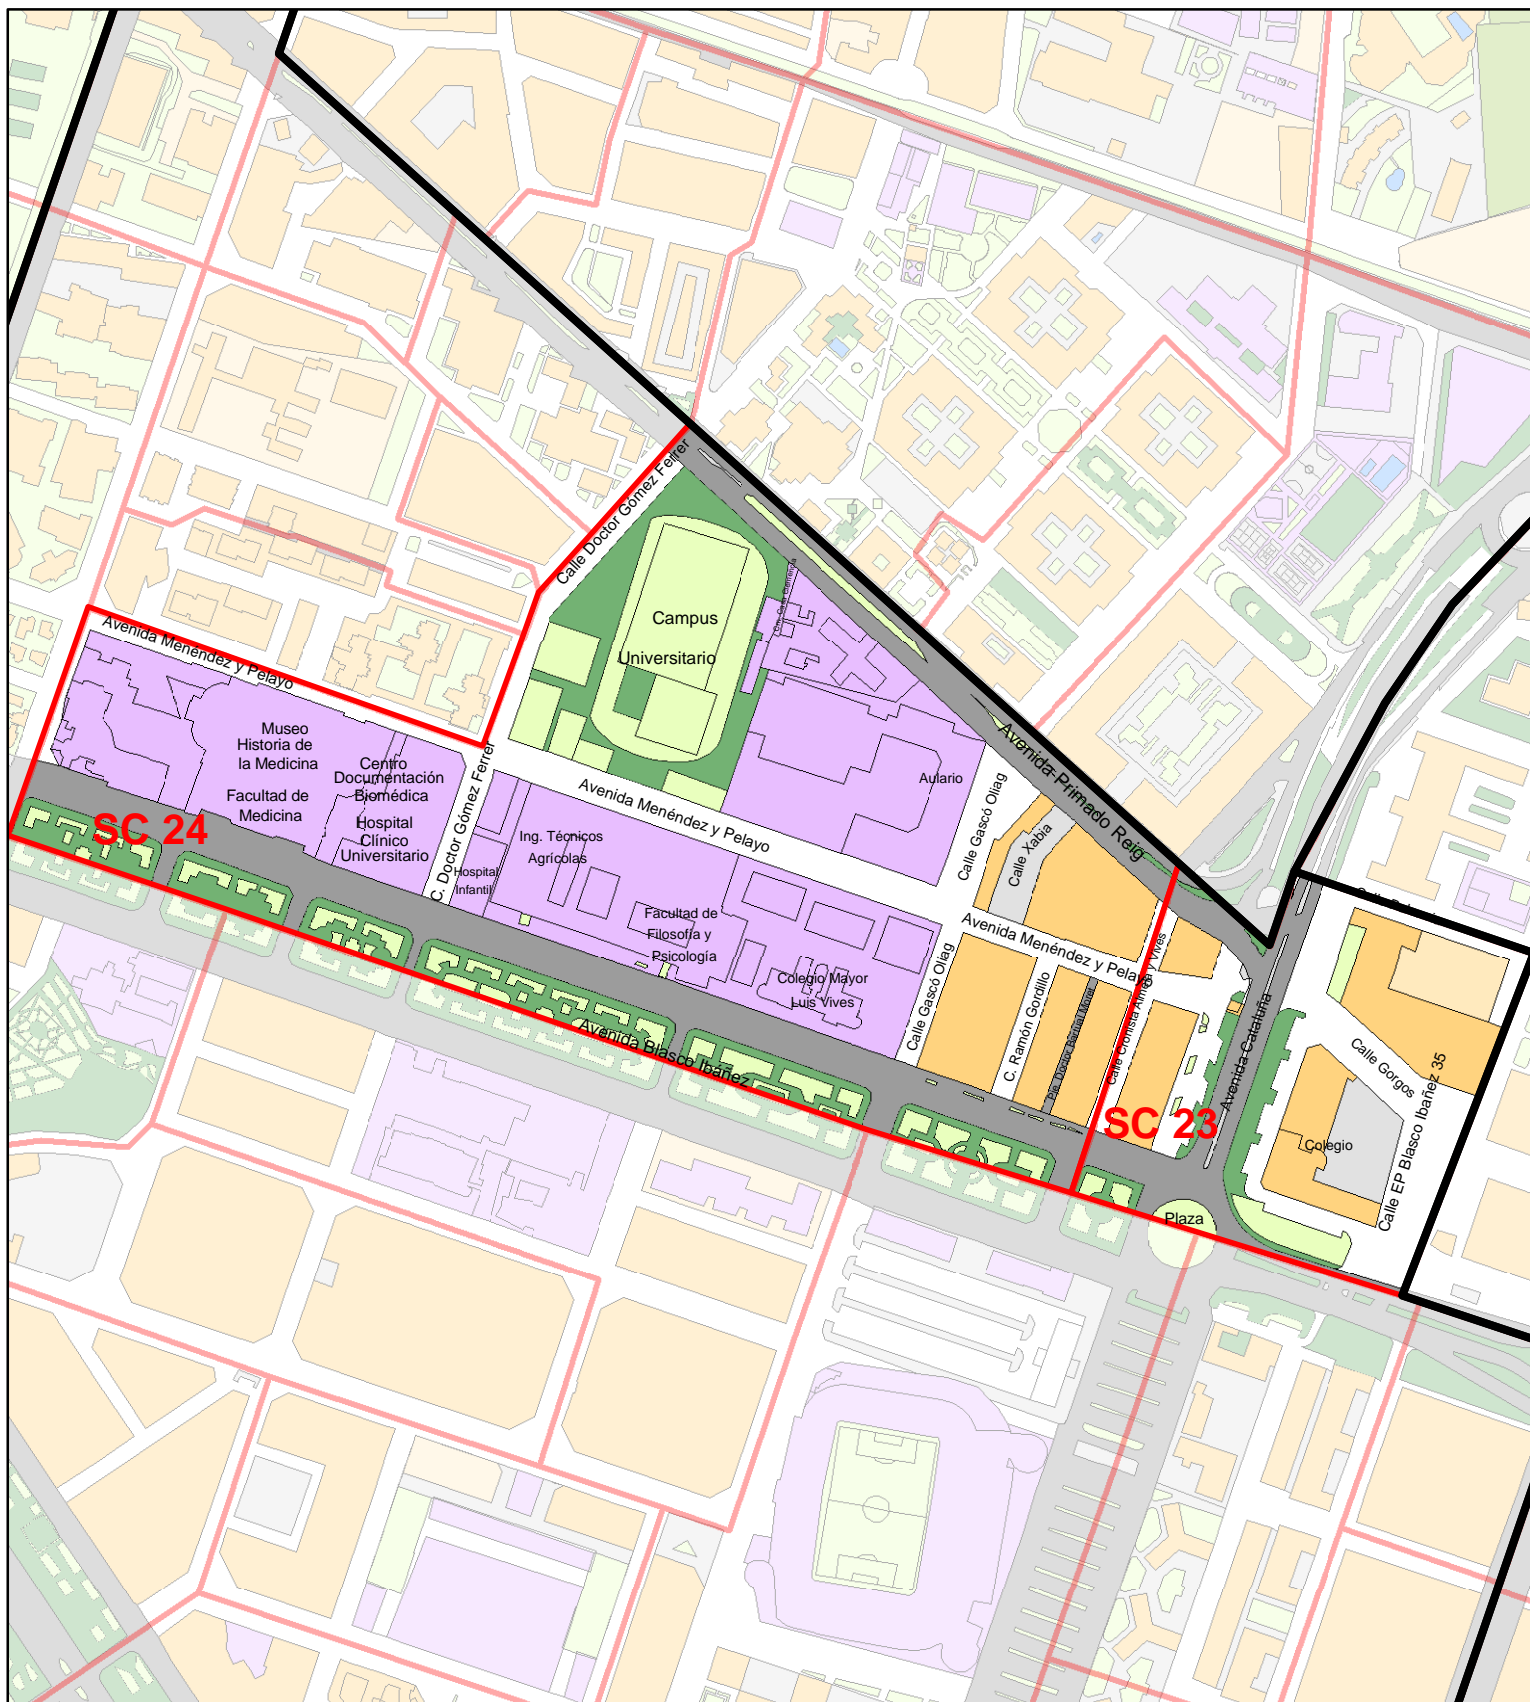 Calle Doctor Gómez Ferrer
Campus
Universitario
Avenida Menéndez y Pelayo
Museo
Historia de
la Medicina
Centro
Documentación
Biomédica
Facultad de
Medicina
Hospital
Clínico
Universitario
SC 24
C. Doctor Gómez Ferrer
Hospital
Infantil
Ing. Técnicos
Agrícolas
Avenida Menéndez y Pelayo
Aulario
Avenida Primado Reig
Calle Gascó Oliag
Calle Xabia
Facultad de
Filosofía y
Psicología
Colegio Mayor
Luis Vives
Avenida Menéndez y Pelayo
Calle Gascó Oliag
C. Ramón Gordillo
Avenida Blasco Ibáñez
SC 23
Avenida Cataluña
Calle Gorgos
Colegio
Calle EP Blasco Ibañez 35
Plaza